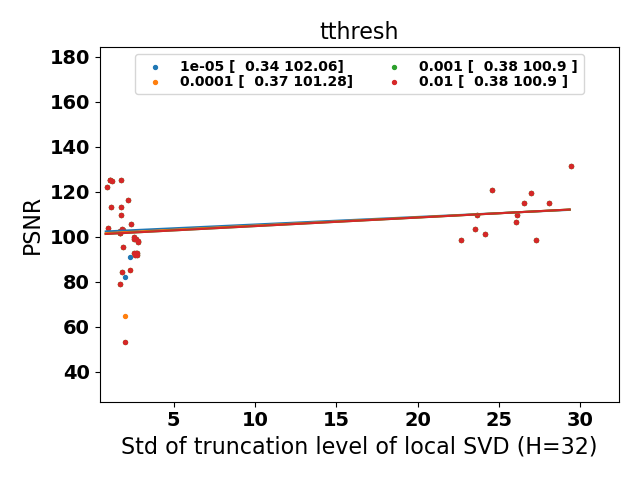 tthresh
1e-05 [  0.34 102.06]
0.0001 [  0.37 101.28]
0.001 [  0.38 100.9 ]
0.01 [  0.38 100.9 ]
180
160
140
120
100
80
60
40
PSNR
5 10 15 20 25 30
Std of truncation level of local SVD (H=32)